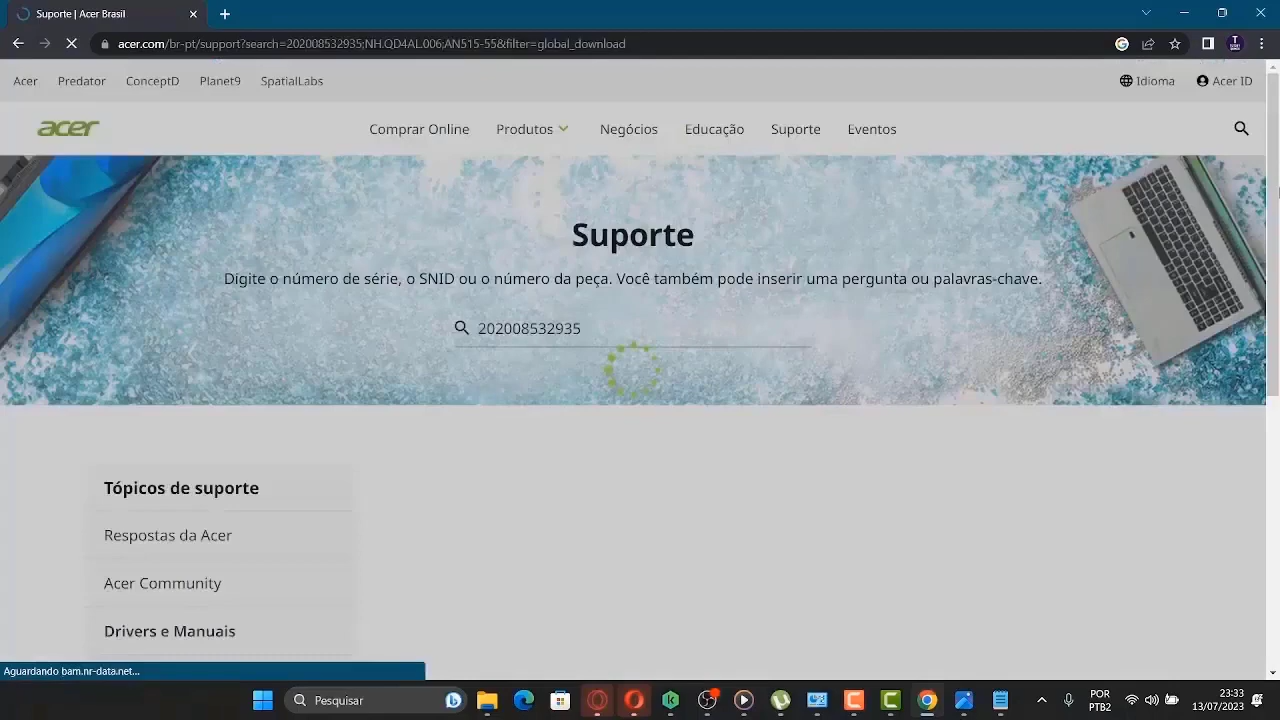 Suporte | Acer Brasil
acer.com/br-pt/support?search=202008532935;NH.QD4AL.006;AN515-55&filter=global_download
Acer Predator ConceptD Planet9 SpatialLabs Idioma Acer ID
acer Comprar Online Produtos Negócios Educação Suporte Eventos
Suporte
Digite o número de série, o SNID ou o número da peça. Você também pode inserir uma pergunta ou palavras-chave.
202008532935
Tópicos de suporte
Respostas da Acer
Acer Community
Drivers e Manuais
Aguardando bam.nr-data.net...
Pesquisar
POR
PTB2
13:33
13/07/2023